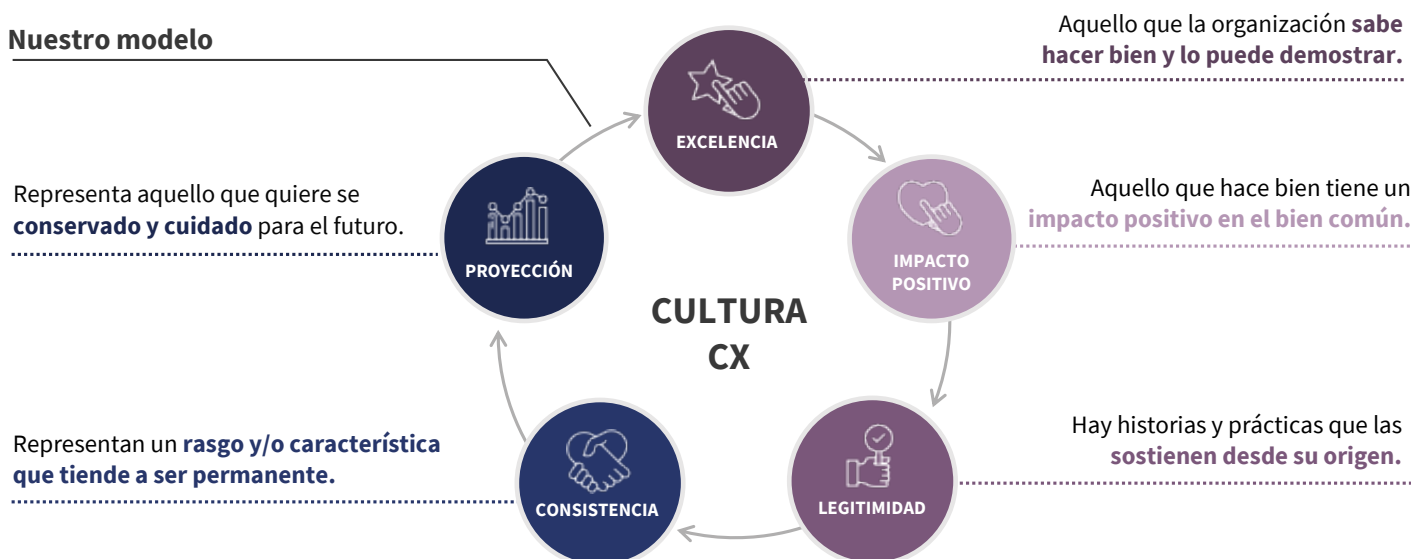 Nuestro modelo
Aquello que la organización sabe
hacer bien y lo puede demostrar.
EXCELENCIA
Aquello que hace bien tiene un
impacto positivo en el bien común.
IMPACTO
POSITIVO
Hay historias y prácticas que las
sostienen desde su origen.
LEGITIMIDAD
Representan un rasgo y/o característica
que tiende a ser permanente.
CONSISTENCIA
Representa aquello que quiere se
conservado y cuidado para el futuro.
PROYECCIÓN
CULTURA
CX